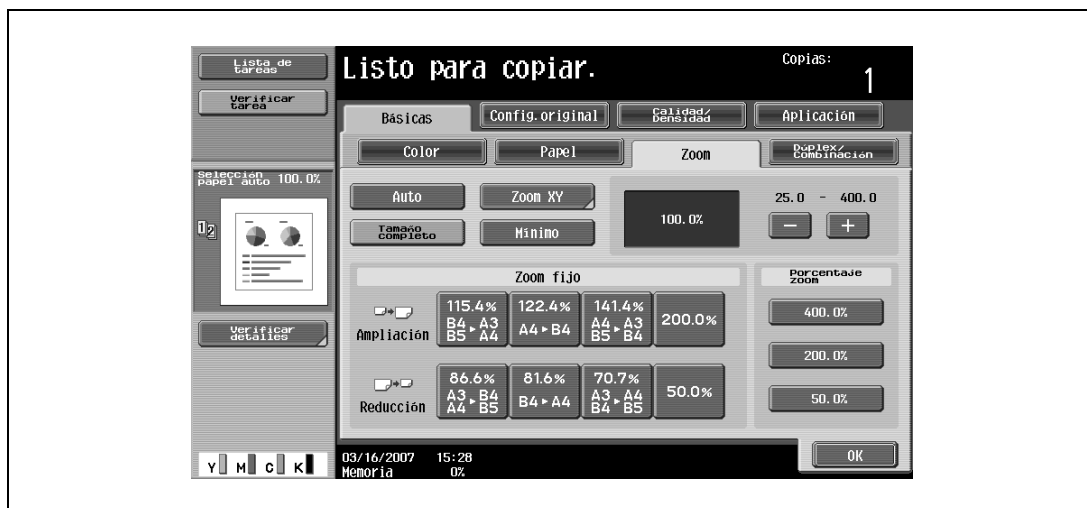 Lista de
tareas
Verificar
tarea
Listo para copiar.
Copias:
1
Básicas
Config.original
Calidad/
Densidad
Aplicación
Color
Papel
Zoom
Dúplex/
Combinación
Selección
papel auto 100.0%
1 2
Verificar
detalles
Auto
Zoom XY
Tamaño
completo
Mínimo
100.0%
25.0 - 400.0
− +
Zoom fijo
Ampliación
115.4%
B4▸A3
B5▸A4
122.4%
A4▸B4
141.4%
A4▸A3
B5▸B4
200.0%
Reducción
86.6%
A3▸B4
A4▸B5
81.6%
B4▸A4
70.7%
A3▸A4
B4▸B5
50.0%
Porcentaje
zoom
400.0%
200.0%
50.0%
Y M C K
03/16/2007 15:28
Memoria 0%
OK